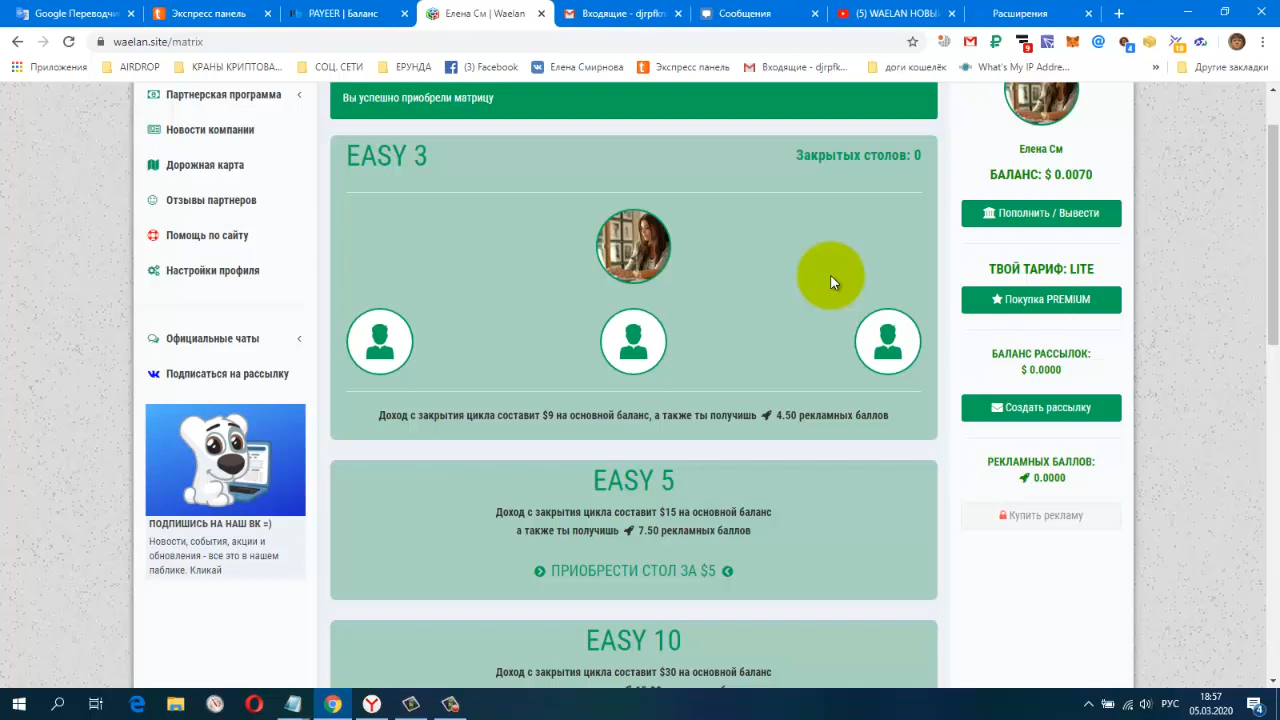 Google Переводч
Экспресс панель
PAYEER | Баланс
Елена См | Waelan
Входящие - djrpfkm
Сообщения
(5) WAELAN НОВЫ
Расширения
waelan.site/matrix
Приложения
AIRDROP
КРАНЫ КРИПТОВА...
СОЦ. СЕТИ
ЕРУНДА
(3) Facebook
Елена Смирнова
Экспресс панель
Входящие - djrpfk...
доги кошелёк
What's My IP Addre...
»
Другие закладки
Партнерская программа
Новости компании
Дорожная карта
Отзывы партнеров
Помощь по сайту
Настройки профиля
Официальные чаты
Подписаться на рассылку
ПОДПИШИСЬ НА НАШ ВК =)
Новости, события, акции и
обновления - все это в нашем
паблике. Кликай
Вы успешно приобрели матрицу
EASY 3
Закрытых столов: 0
Доход с закрытия цикла составит $9 на основной баланс, а также ты получишь 4.50 рекламных баллов
EASY 5
Доход с закрытия цикла составит $15 на основной баланс
а также ты получишь 7.50 рекламных баллов
ПРИОБРЕСТИ СТОЛ ЗА $5
EASY 10
Доход с закрытия цикла составит $30 на основной баланс
Елена См
БАЛАНС: $ 0.0070
Пополнить / Вывести
ТВОЙ ТАРИФ: LITE
Покупка PREMIUM
БАЛАНС РАССЫЛОК:
$ 0.0000
Создать рассылку
РЕКЛАМНЫХ БАЛЛОВ:
0.0000
Купить рекламу
РУС
18:57
05.03.2020